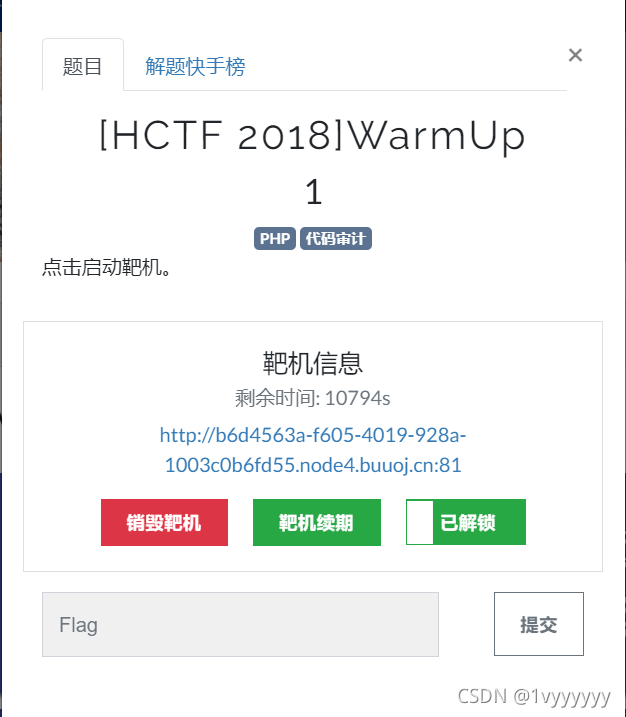 题目 解题快手榜 ×
[HCTF 2018]WarmUp
1
PHP 代码审计
点击启动靶机。
靶机信息
剩余时间: 10794s
http://b6d4563a-f605-4019-928a-
1003c0b6fd55.node4.buuoj.cn:81
销毁靶机 靶机续期 已解锁
Flag 提交
CSDN @1vyyyyyy